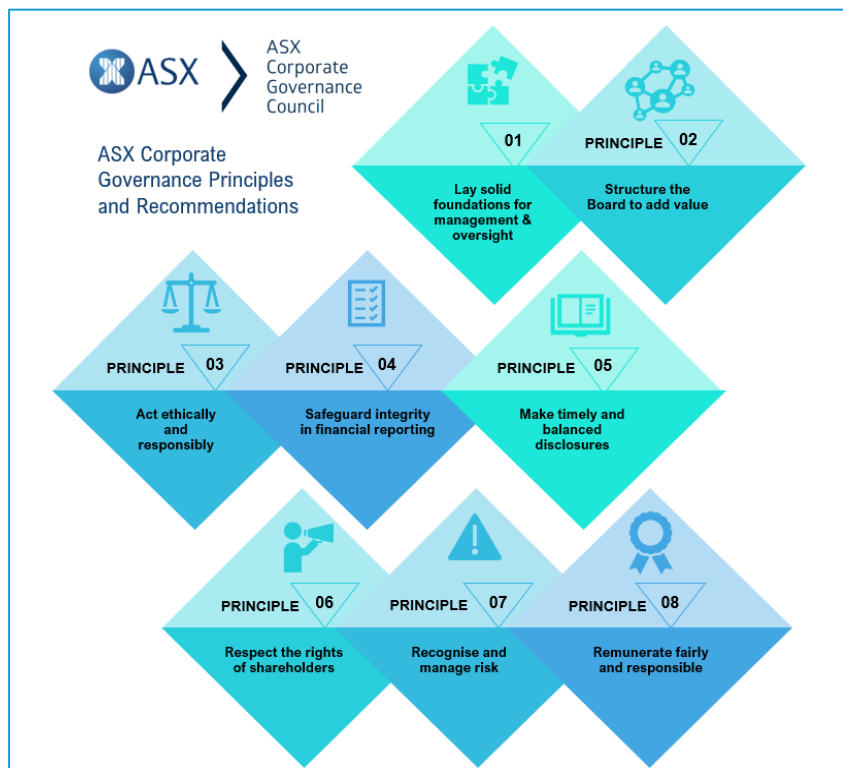 ASX
ASX
Corporate
Governance
Council
ASX Corporate
Governance Principles
and Recommendations
01
Lay solid
foundations for
management &
oversight
PRINCIPLE 02
Structure the
Board to add value
PRINCIPLE 03
Act ethically
and
responsibly
PRINCIPLE 04
Safeguard integrity
in financial reporting
PRINCIPLE 05
Make timely and
balanced
disclosures
PRINCIPLE 06
Respect the rights
of shareholders
PRINCIPLE 07
Recognise and
manage risk
PRINCIPLE 08
Remunerate fairly
and responsible